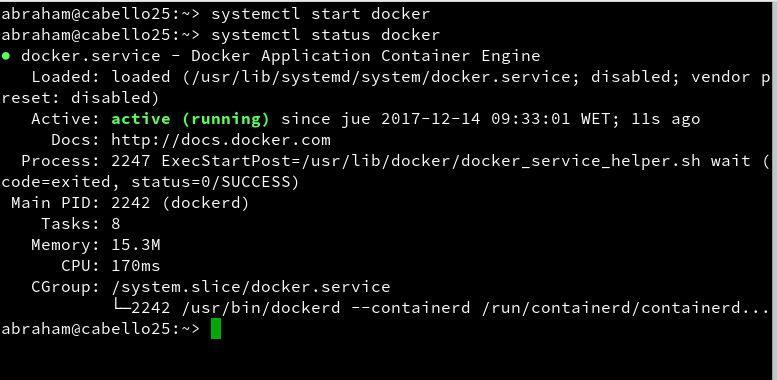 abraham@cabello25:~> systemctl start docker
abraham@cabello25:~> systemctl status docker
● docker.service - Docker Application Container Engine
   Loaded: loaded (/usr/lib/systemd/system/docker.service; disabled; vendor p
reset: disabled)
   Active: active (running) since jue 2017-12-14 09:33:01 WET; 11s ago
     Docs: http://docs.docker.com
  Process: 2247 ExecStartPost=/usr/lib/docker/docker_service_helper.sh wait (
code=exited, status=0/SUCCESS)
 Main PID: 2242 (dockerd)
    Tasks: 8
   Memory: 15.3M
      CPU: 170ms
   CGroup: /system.slice/docker.service
           └─2242 /usr/bin/dockerd --containerd /run/containerd/containerd...
abraham@cabello25:~>